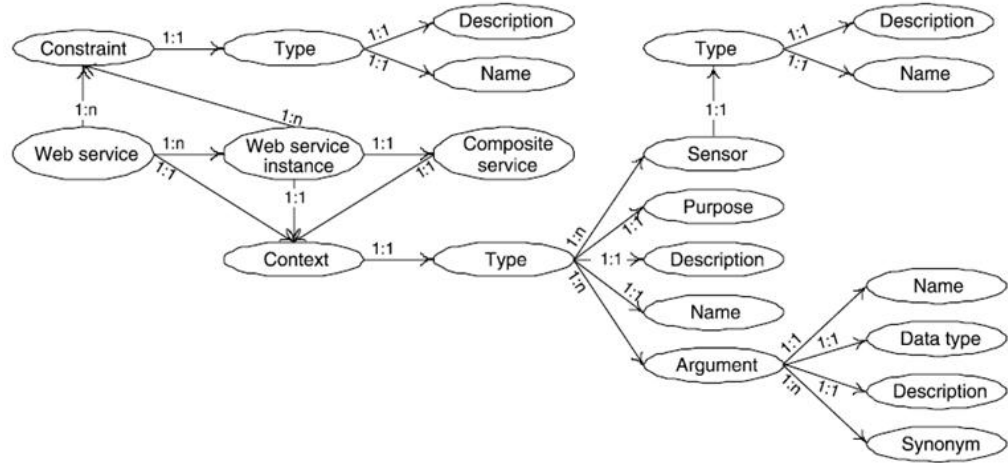 Description
Description
1:1
1:1
Constraint
1:1
Type
Type
1:1
Name
1:1
Name
1:n
1:n
1:1
Web service
1:n
Web service
instance
1:1
Composite
service
Sensor
1:1
1:1
1:1
Purpose
1:n
1:1
Context
1:1
Type
1:1
Description
1:n
1:1
Name
Name
Argument
1:1
1:1
Data type
1:1
Description
1:n
Synonym